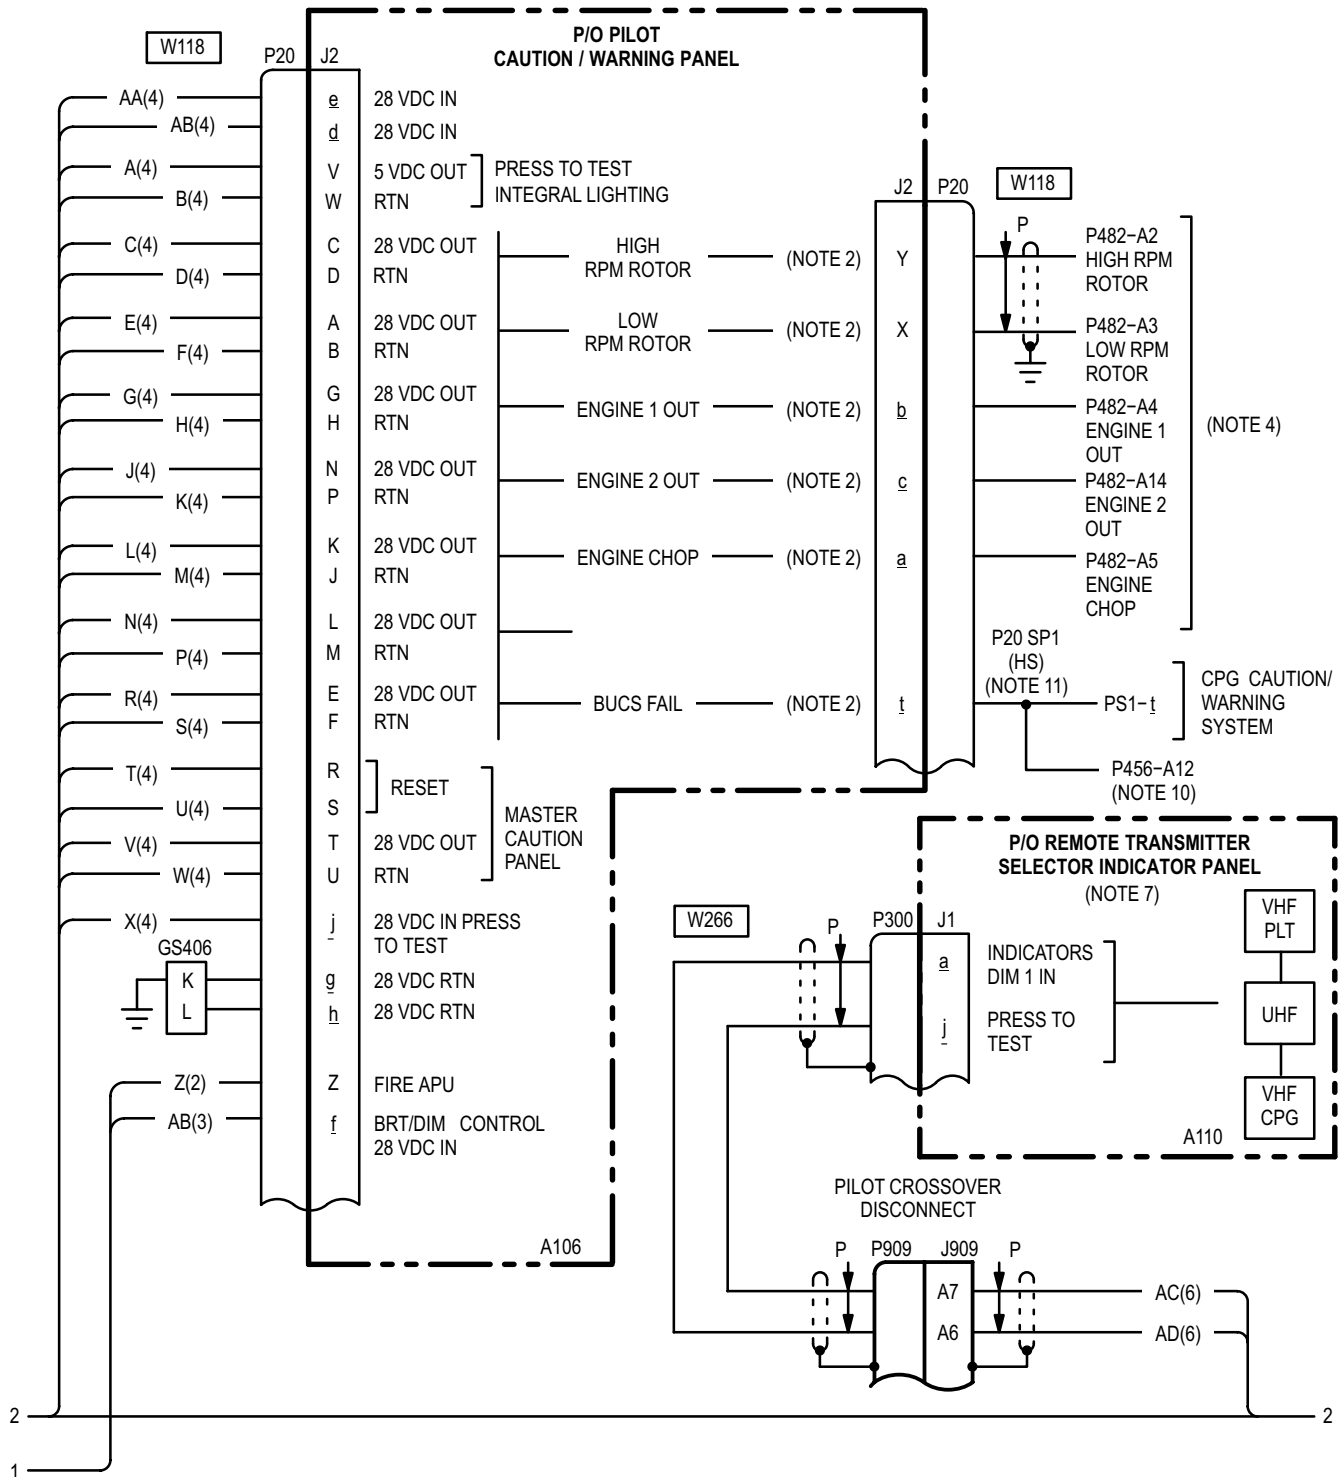 P/O PILOT
CAUTION / WARNING PANEL
W118
P20 J2
AA(4) e 28 VDC IN
AB(4) d 28 VDC IN
A(4) V 5 VDC OUT PRESS TO TEST
B(4) W RTN INTEGRAL LIGHTING
C(4) C 28 VDC OUT
D(4) D RTN
HIGH
RPM ROTOR
(NOTE 2) Y
E(4) A 28 VDC OUT
F(4) B RTN
LOW
RPM ROTOR
(NOTE 2) X
G(4) G 28 VDC OUT
H(4) H RTN
ENGINE 1 OUT (NOTE 2) b
J(4) N 28 VDC OUT
K(4) P RTN
ENGINE 2 OUT (NOTE 2) c
L(4) K 28 VDC OUT
M(4) J RTN
ENGINE CHOP (NOTE 2) a
N(4) L 28 VDC OUT
P(4) M RTN
R(4) E 28 VDC OUT
S(4) F RTN
BUCS FAIL (NOTE 2) t
T(4) R
U(4) S
RESET
V(4) T 28 VDC OUT
W(4) U RTN
MASTER
CAUTION
PANEL
X(4) j 28 VDC IN PRESS
TO TEST
GS406
K g 28 VDC RTN
L h 28 VDC RTN
Z(2) Z FIRE APU
AB(3) f BRT/DIM CONTROL
28 VDC IN
A106
J2 P20
W118
P
P482−A2
HIGH RPM
ROTOR
P482−A3
LOW RPM
ROTOR
P482−A4
ENGINE 1
OUT
P482−A14
ENGINE 2
OUT
P482−A5
ENGINE
CHOP
(NOTE 4)
P20 SP1
(HS)
(NOTE 11)
PS1−t
CPG CAUTION/
WARNING
SYSTEM
P456−A12
(NOTE 10)
P/O REMOTE TRANSMITTER
SELECTOR INDICATOR PANEL
(NOTE 7)
W266
P P300 J1
a INDICATORS
DIM 1 IN
j PRESS TO
TEST
VHF
PLT
UHF
VHF
CPG
A110
PILOT CROSSOVER
DISCONNECT
P P909 J909 P
A7 AC(6)
A6 AD(6)
2 2
1